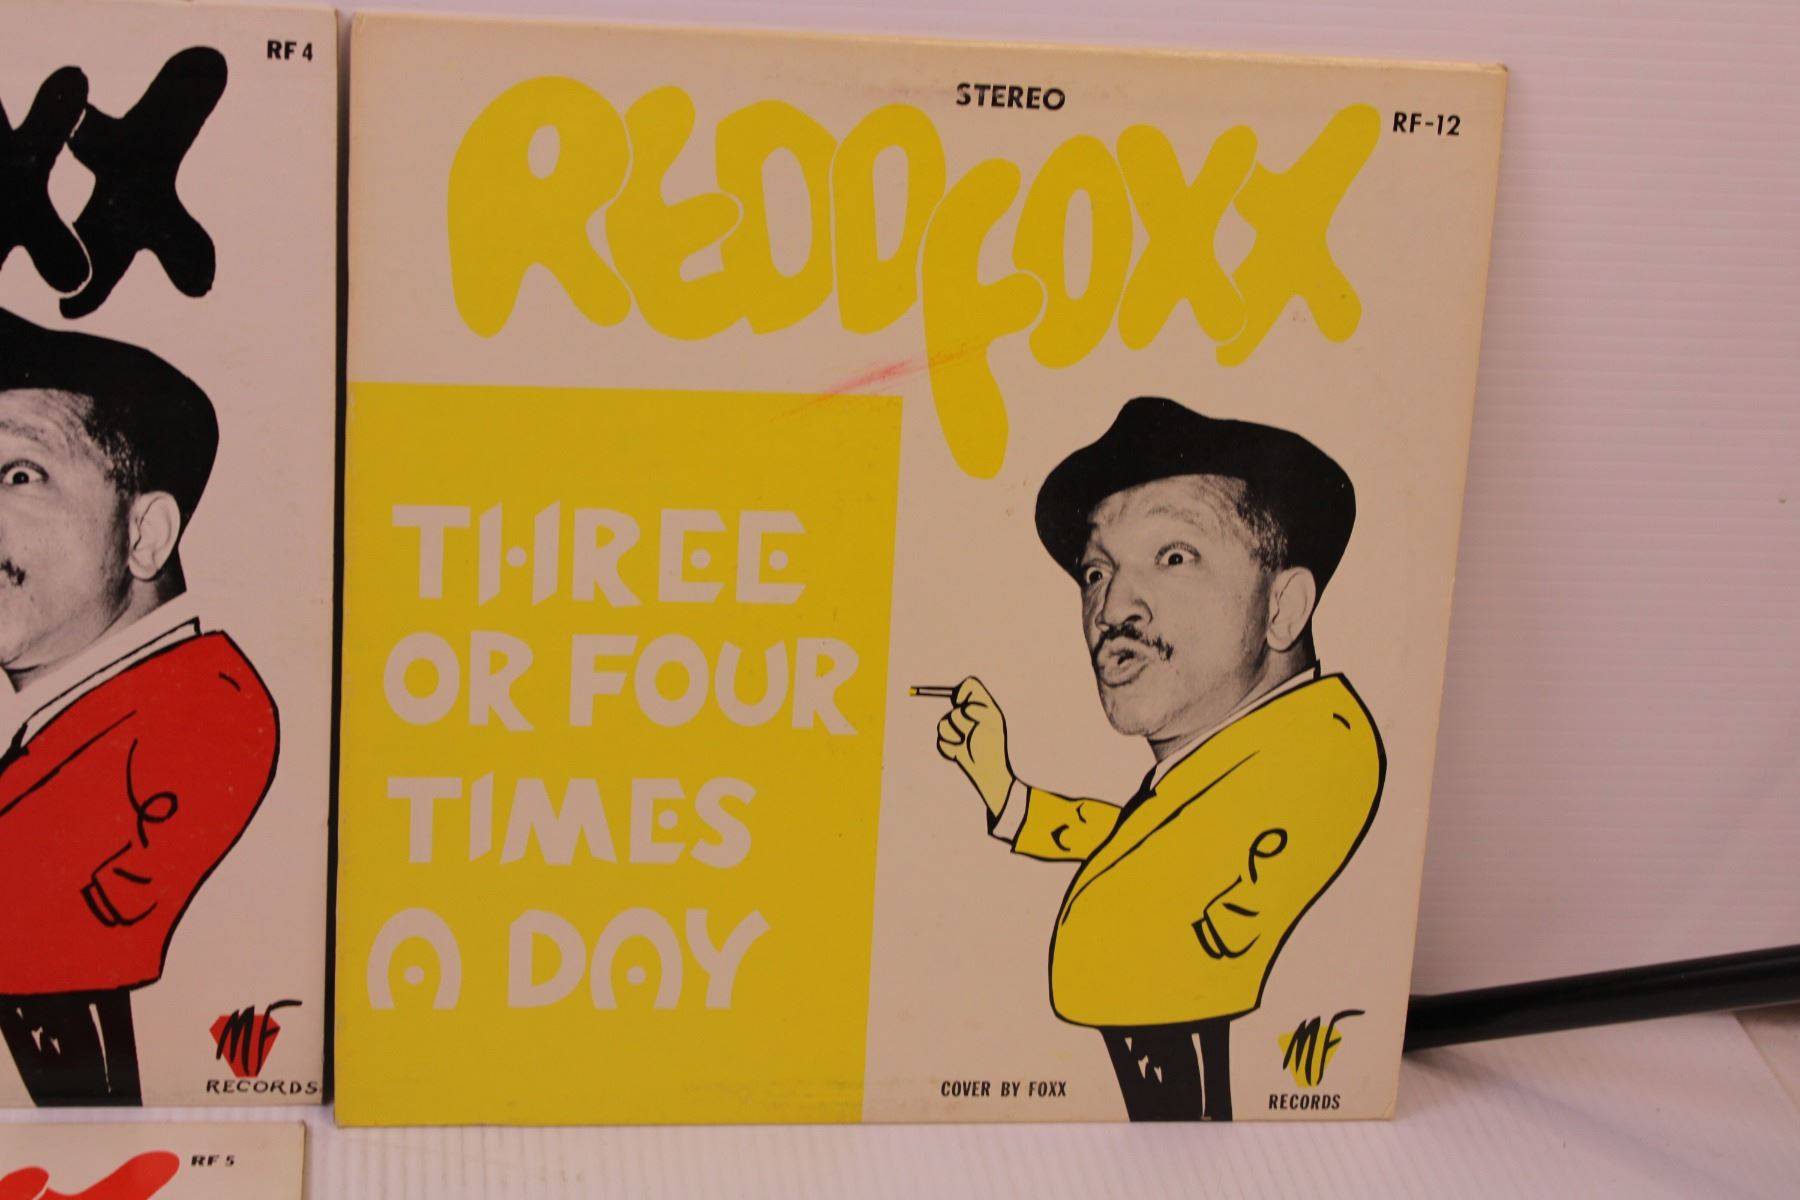 RF 4
XX
MF
RECORDS
RF 5
STEREO
RF-12
REDD FOXX
THREE
OR FOUR
TIMES
A DAY
COVER BY FOXX
MF
RECORDS